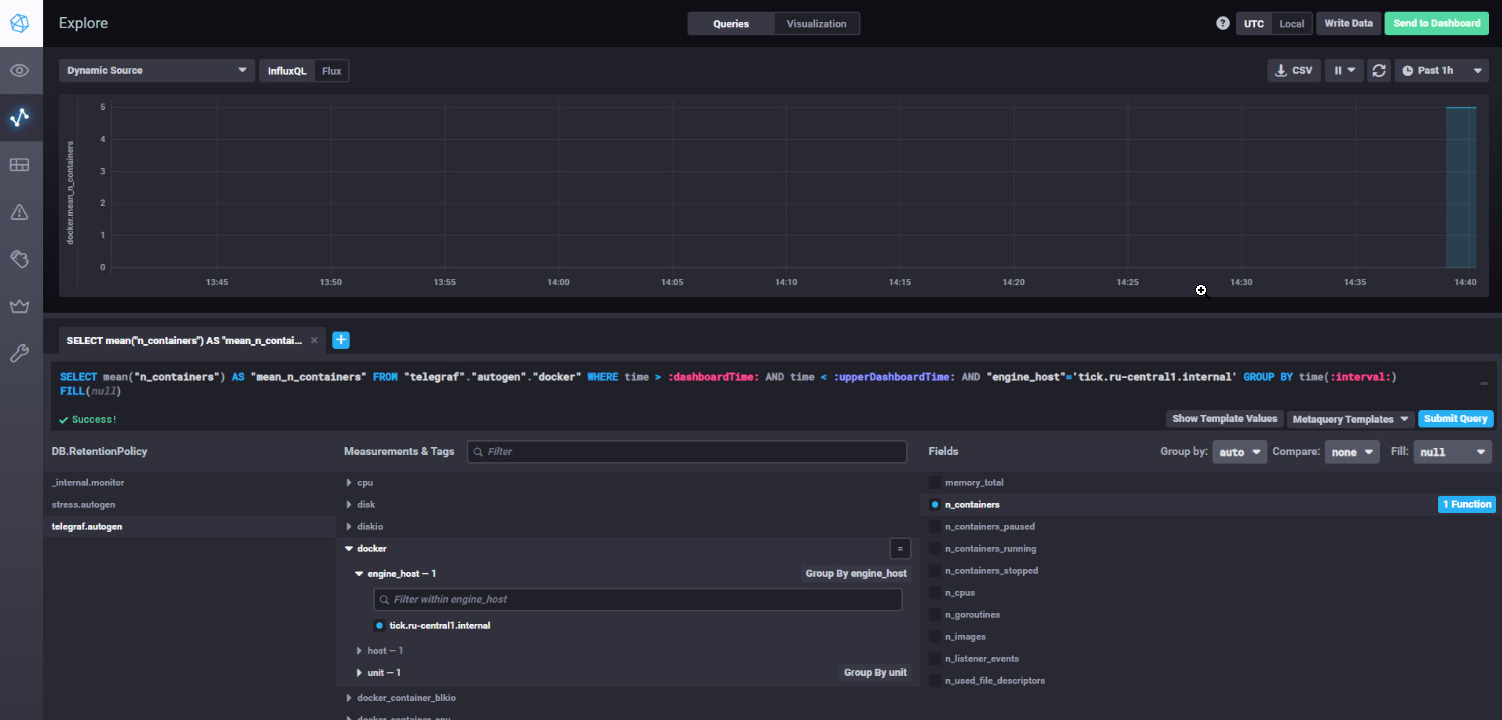 Explore
Queries
Visualization
?
UTC
Local
Write Data
Send to Dashboard
Dynamic Source
InfluxQL
Flux
CSV
Past 1h
docker.mean_n_containers
5
4
3
2
1
0
13:45
13:50
13:55
14:00
14:05
14:10
14:15
14:20
14:25
14:30
14:35
14:40
SELECT mean("n_containers") AS "mean_n_contai...
SELECT mean("n_containers") AS "mean_n_containers" FROM "telegraf"."autogen"."docker" WHERE time > :dashboardTime: AND time < :upperDashboardTime: AND "engine_host"='tick.ru-central1.internal' GROUP BY time(:interval:)
FILL(null)
Success!
Show Template Values
Metaquery Templates
Submit Query
DB.RetentionPolicy
_internal.monitor
stress.autogen
telegraf.autogen
Measurements & Tags
Filter
cpu
disk
diskio
docker
=
engine_host – 1
Group By engine_host
Filter within engine_host
tick.ru-central1.internal
host – 1
unit – 1
Group By unit
docker_container_blkio
docker_container_cpu
Fields
Group by:
auto
Compare:
none
Fill:
null
memory_total
n_containers
1 Function
n_containers_paused
n_containers_running
n_containers_stopped
n_cpus
n_goroutines
n_images
n_listener_events
n_used_file_descriptors